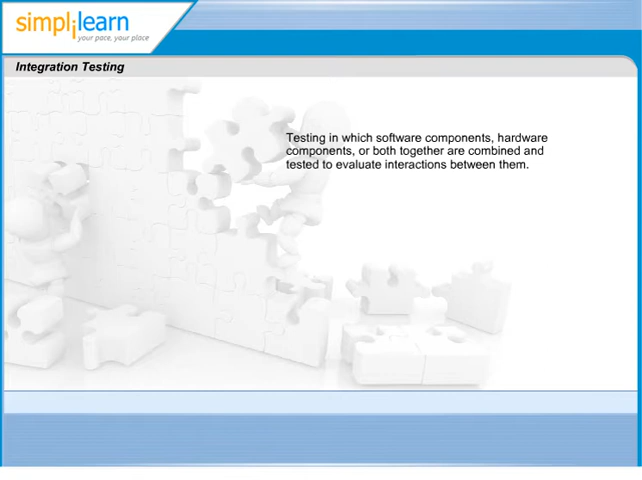 simplilearn
your pace, your place
Integration Testing
Testing in which software components, hardware
components, or both together are combined and
tested to evaluate interactions between them.